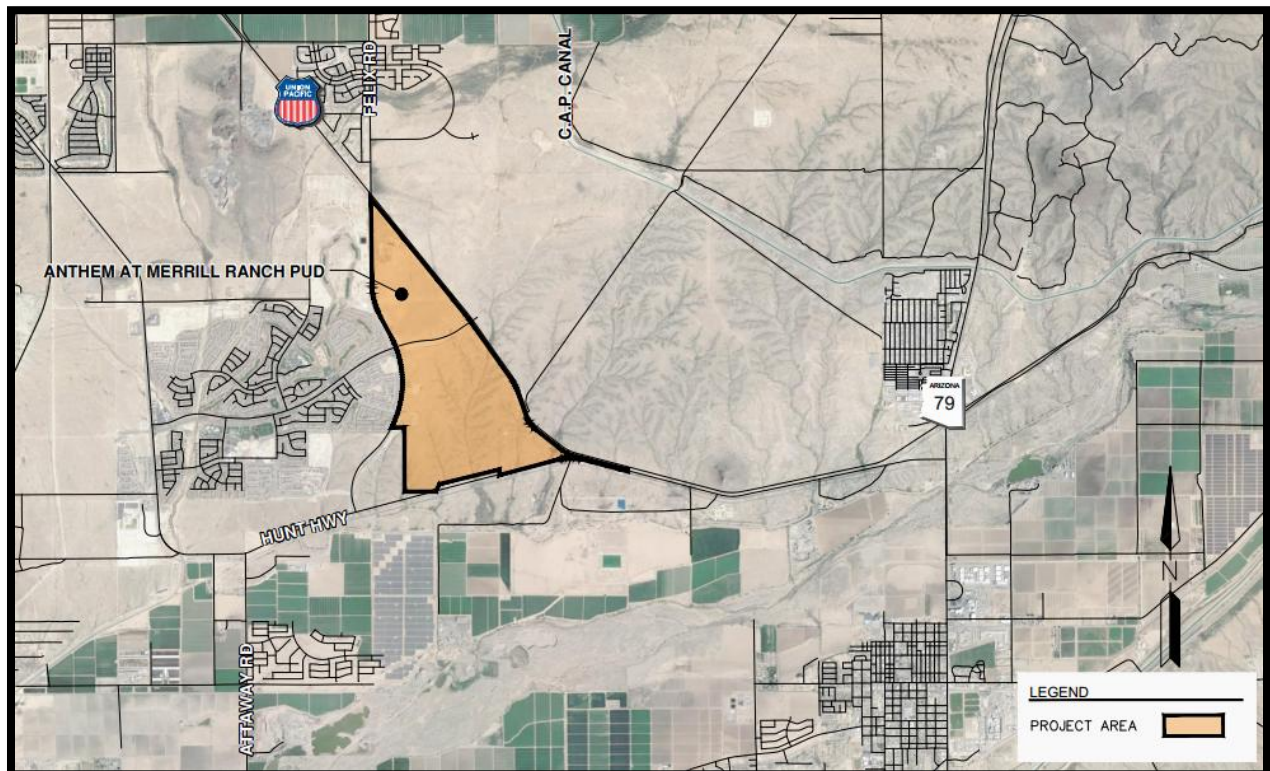 FELIX RD
C.A.P. CANAL
UNION
PACIFIC
ANTHEM AT MERRILL RANCH PUD
ARIZONA
79
HUNT HWY
ATTAWAY RD
N
LEGEND
PROJECT AREA